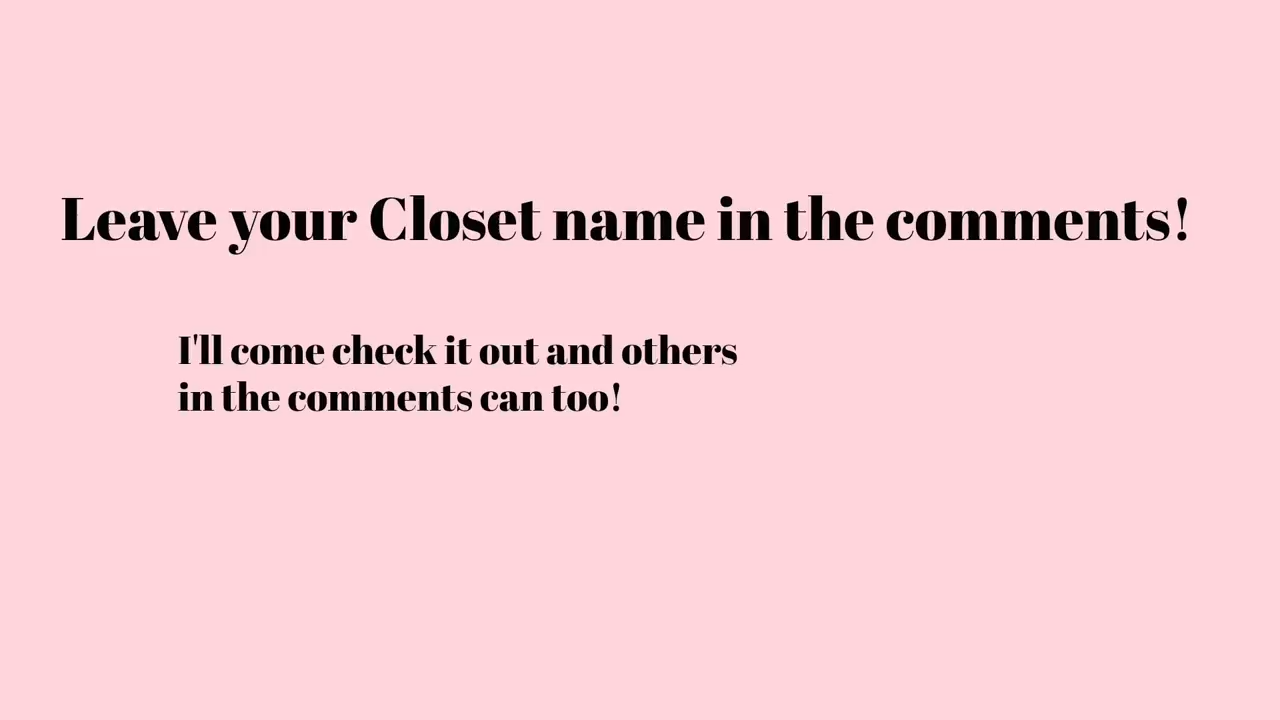 Leave your Closet name in the comments!
I'll come check it out and others
in the comments can too!